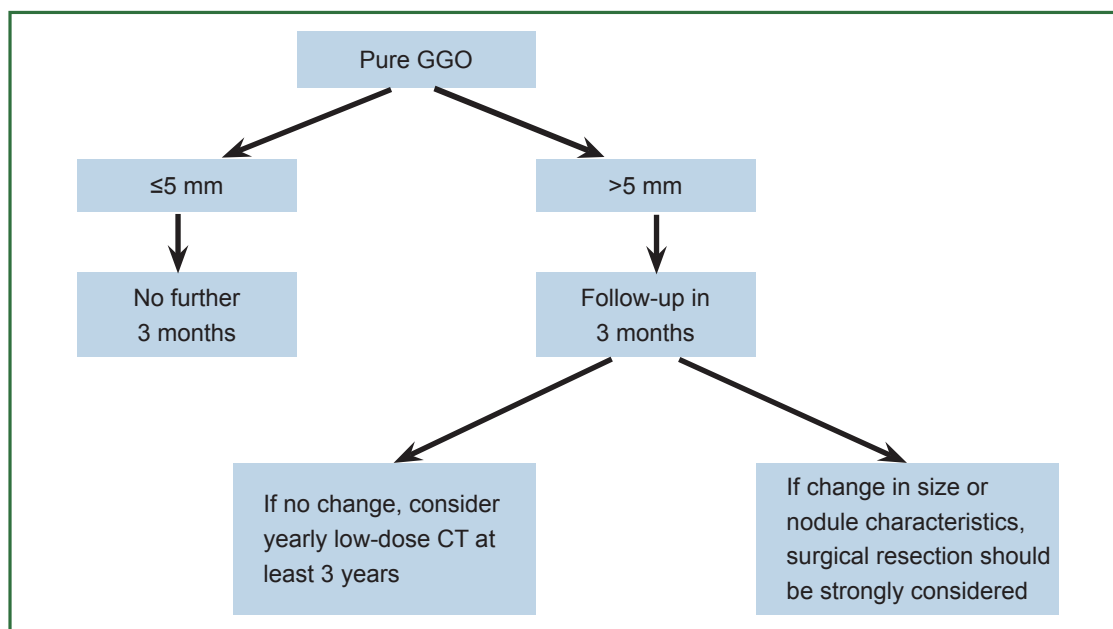 Pure GGO
≤5 mm
>5 mm
No further
3 months
Follow-up in
3 months
If no change, consider
yearly low-dose CT at
least 3 years
If change in size or
nodule characteristics,
surgical resection should
be strongly considered